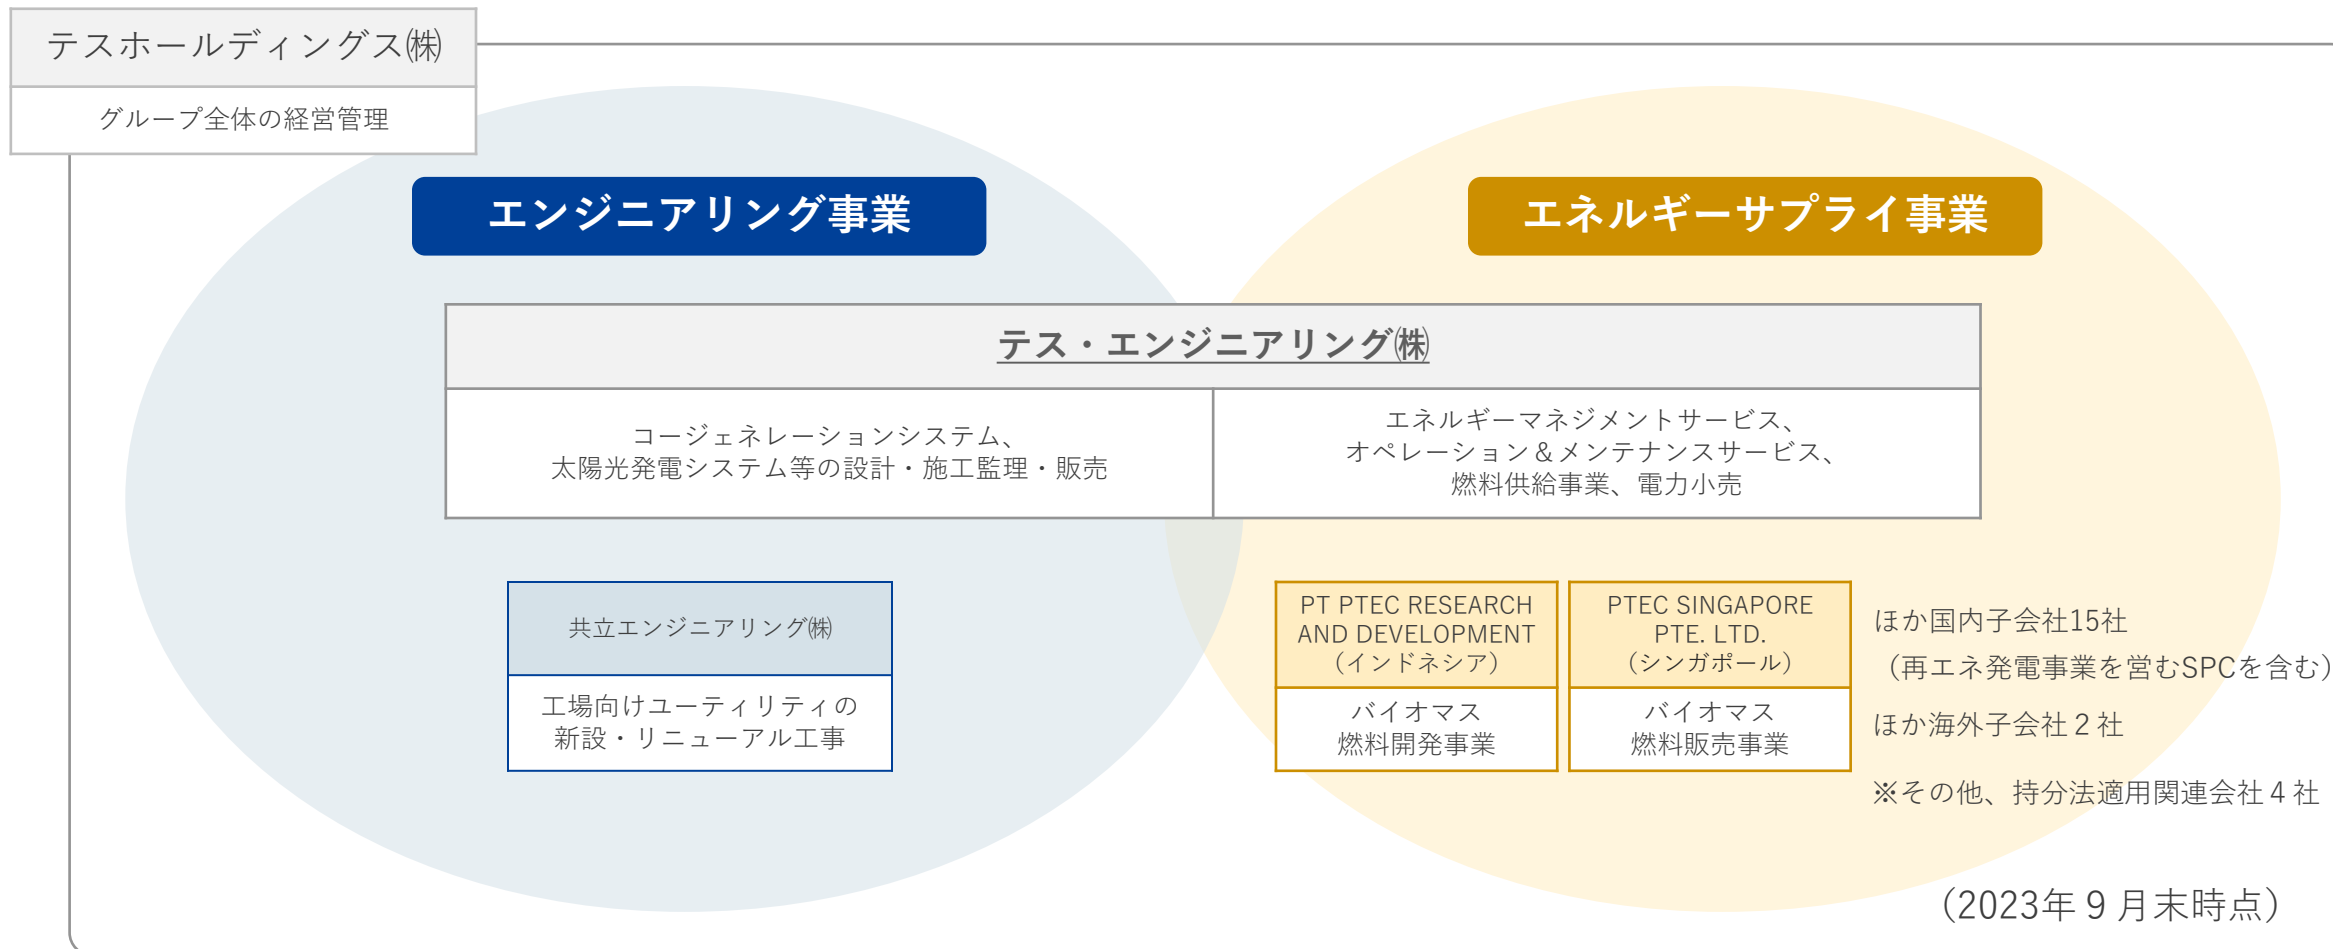 テスホールディングス㈱
グループ全体の経営管理
エンジニアリング事業
エネルギーサプライ事業
テス・エンジニアリング㈱
コージェネレーションシステム、
太陽光発電システム等の設計・施工監理・販売
エネルギーマネジメントサービス、
オペレーション＆メンテナンスサービス、
燃料供給事業、電力小売
共立エンジニアリング㈱
工場向けユーティリティの
新設・リニューアル工事
PT PTEC RESEARCH
AND DEVELOPMENT
（インドネシア）
バイオマス
燃料開発事業
PTEC SINGAPORE
PTE. LTD.
（シンガポール）
バイオマス
燃料販売事業
ほか国内子会社15社
（再エネ発電事業を営むSPCを含む）
ほか海外子会社２社
※その他、持分法適用関連会社４社
（2023年９月末時点）